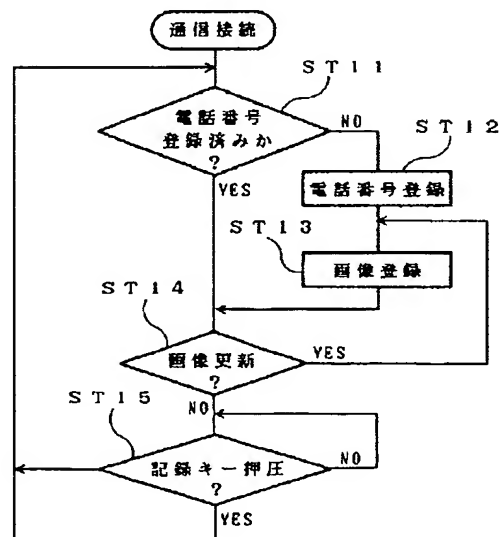 通信接続
ST11
電話番号
登録済みか
?
NO
ST12
電話番号登録
YES
ST13
画像登録
ST14
画像更新
?
YES
NO
ST15
記録キー押圧
?
NO
YES